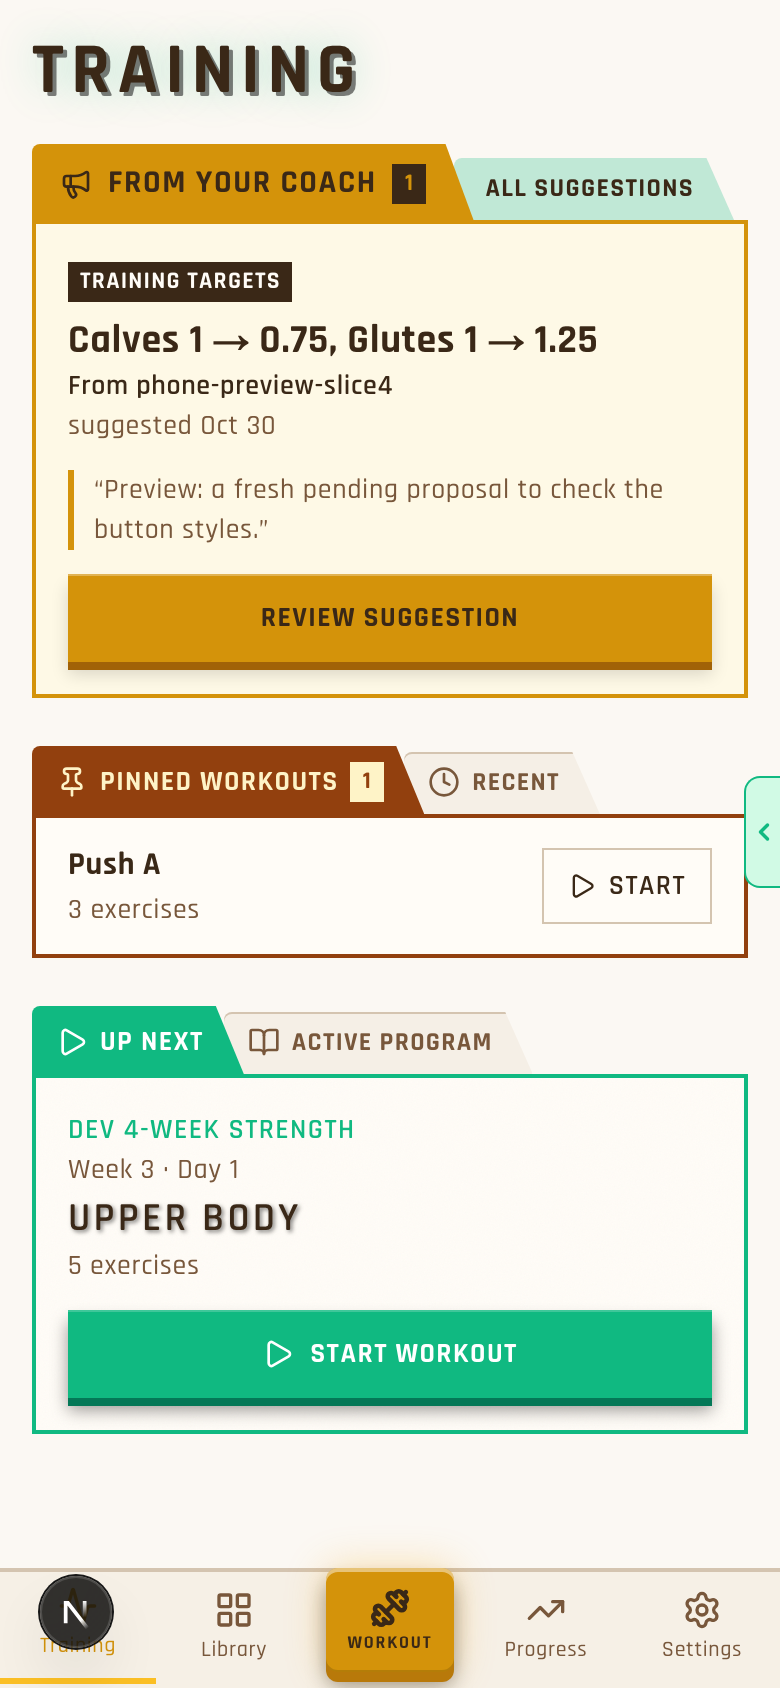 TRAINING
FROM YOUR COACH 1
ALL SUGGESTIONS
TRAINING TARGETS
Calves 1 → 0.75, Glutes 1 → 1.25
From phone-preview-slice4
suggested Oct 30
“Preview: a fresh pending proposal to check the
button styles.”
REVIEW SUGGESTION
PINNED WORKOUTS 1
RECENT
Push A
3 exercises
START
UP NEXT
ACTIVE PROGRAM
DEV 4-WEEK STRENGTH
Week 3 · Day 1
UPPER BODY
5 exercises
START WORKOUT
N
Training
Library
WORKOUT
Progress
Settings